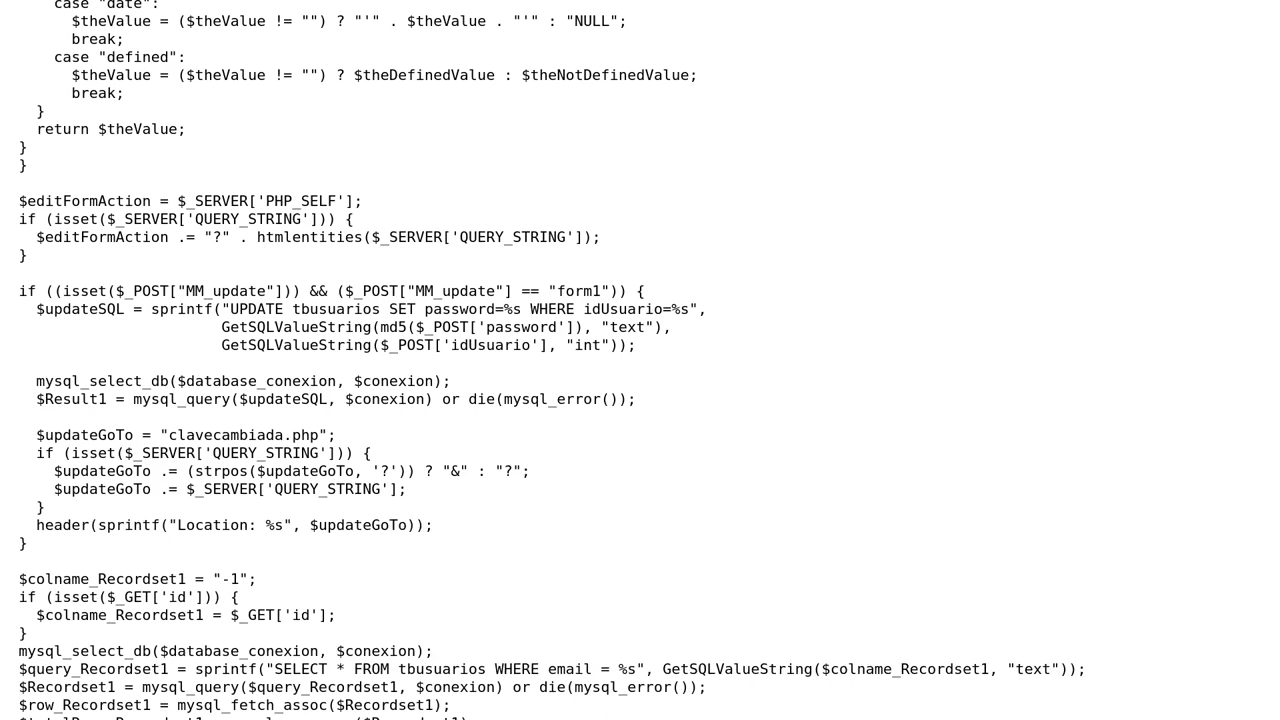 case "date":
      $theValue = ($theValue != "") ? "'" . $theValue . "'" : "NULL";
      break;
    case "defined":
      $theValue = ($theValue != "") ? $theDefinedValue : $theNotDefinedValue;
      break;
  }
  return $theValue;
}
}

$editFormAction = $_SERVER['PHP_SELF'];
if (isset($_SERVER['QUERY_STRING'])) {
  $editFormAction .= "?" . htmlentities($_SERVER['QUERY_STRING']);
}

if ((isset($_POST["MM_update"])) && ($_POST["MM_update"] == "form1")) {
  $updateSQL = sprintf("UPDATE tbusuarios SET password=%s WHERE idUsuario=%s",
                       GetSQLValueString(md5($_POST['password']), "text"),
                       GetSQLValueString($_POST['idUsuario'], "int"));

  mysql_select_db($database_conexion, $conexion);
  $Result1 = mysql_query($updateSQL, $conexion) or die(mysql_error());

  $updateGoTo = "clavecambiada.php";
  if (isset($_SERVER['QUERY_STRING'])) {
    $updateGoTo .= (strpos($updateGoTo, '?')) ? "&" : "?";
    $updateGoTo .= $_SERVER['QUERY_STRING'];
  }
  header(sprintf("Location: %s", $updateGoTo));
}

$colname_Recordset1 = "-1";
if (isset($_GET['id'])) {
  $colname_Recordset1 = $_GET['id'];
}
mysql_select_db($database_conexion, $conexion);
$query_Recordset1 = sprintf("SELECT * FROM tbusuarios WHERE email = %s", GetSQLValueString($colname_Recordset1, "text"));
$Recordset1 = mysql_query($query_Recordset1, $conexion) or die(mysql_error());
$row_Recordset1 = mysql_fetch_assoc($Recordset1);